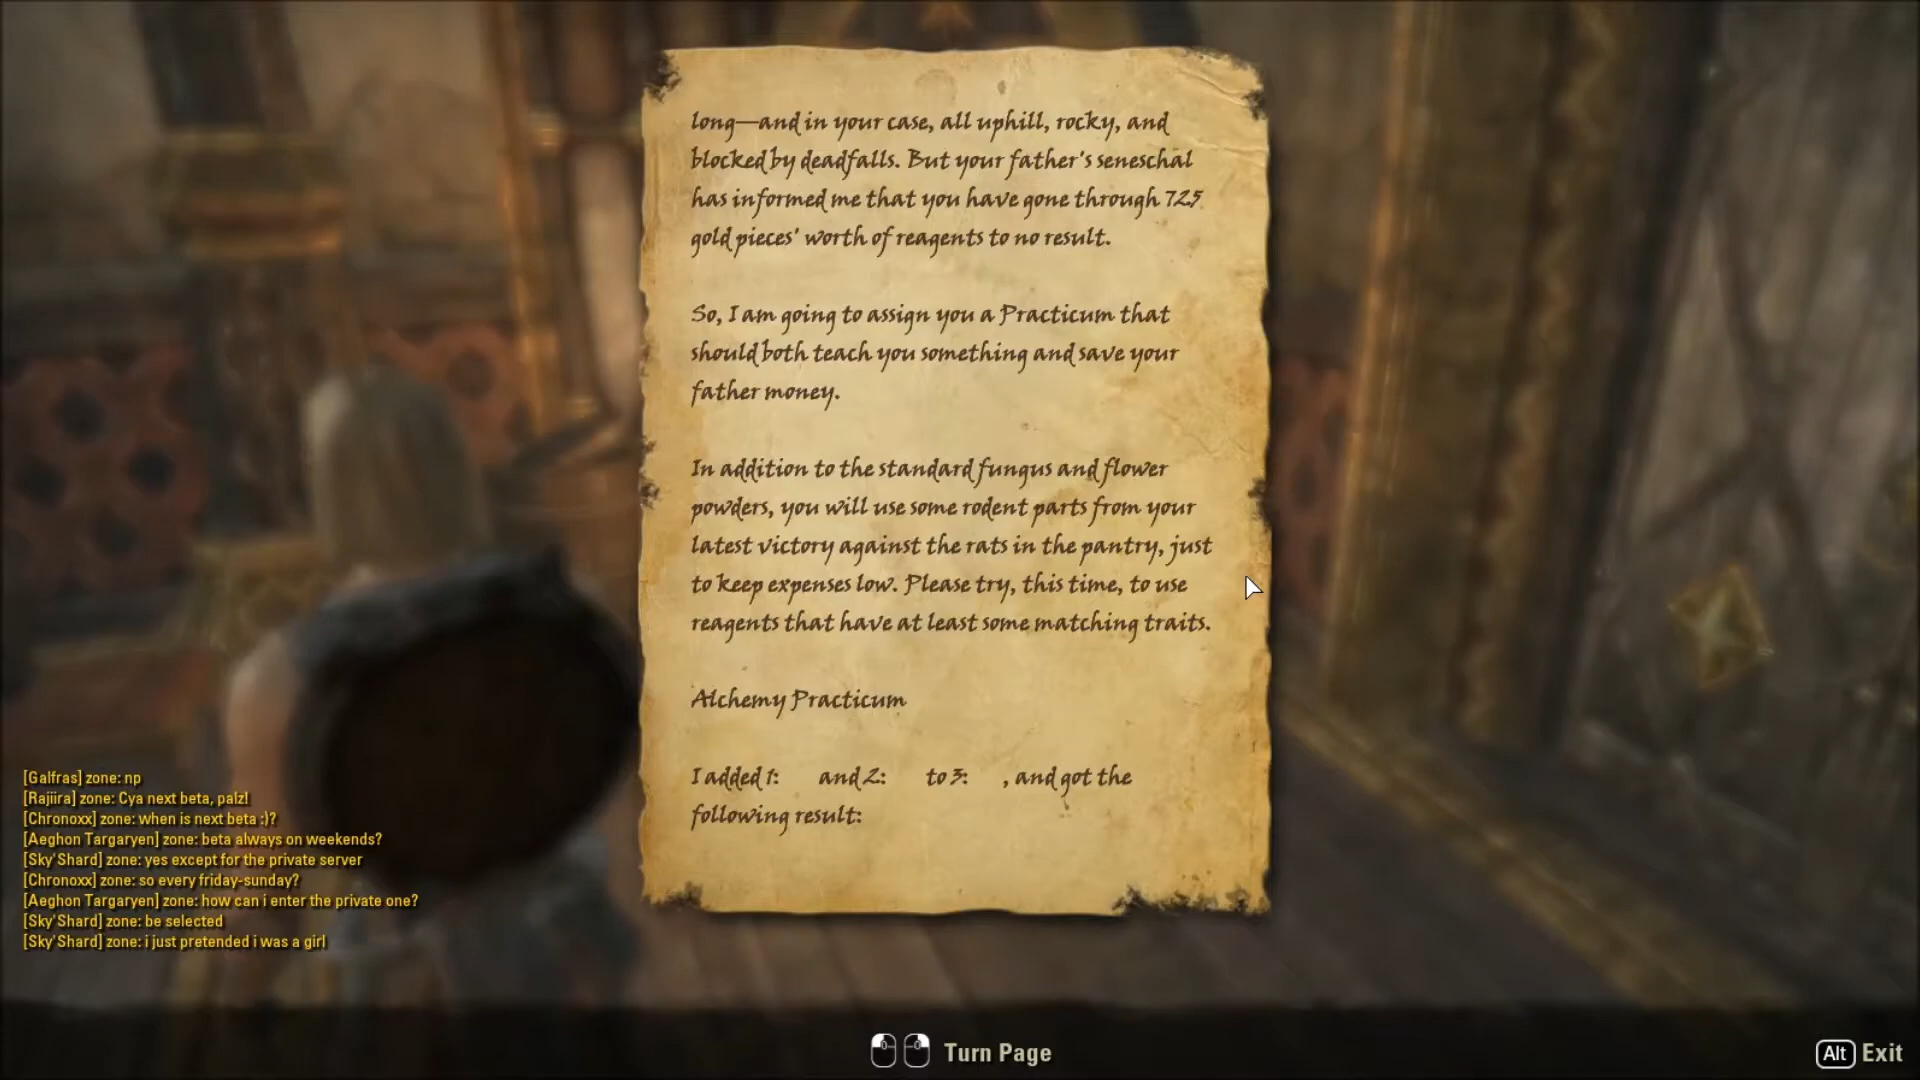 long—and in your case, all uphill, rocky, and
blocked by deadfalls. But your father's seneschal
has informed me that you have gone through 725
gold pieces' worth of reagents to no result.
So, I am going to assign you a Practicum that
should both teach you something and save your
father money.
In addition to the standard fungus and flower
powders, you will use some rodent parts from your
latest victory against the rats in the pantry, just
to keep expenses low. Please try, this time, to use
reagents that have at least some matching traits.
Alchemy Practicum
I added 1: and 2: to 3: , and got the
following result:
[Galfras] zone: np
[Rajiira] zone: Cya next beta, palz!
[Chronoxx] zone: when is next beta :)?
[Aeghon Targaryen] zone: beta always on weekends?
[Sky'Shard] zone: yes except for the private server
[Chronoxx] zone: so every friday-sunday?
[Aeghon Targaryen] zone: how can i enter the private one?
[Sky'Shard] zone: be selected
[Sky'Shard] zone: i just pretended i was a girl
Turn Page
Alt Exit